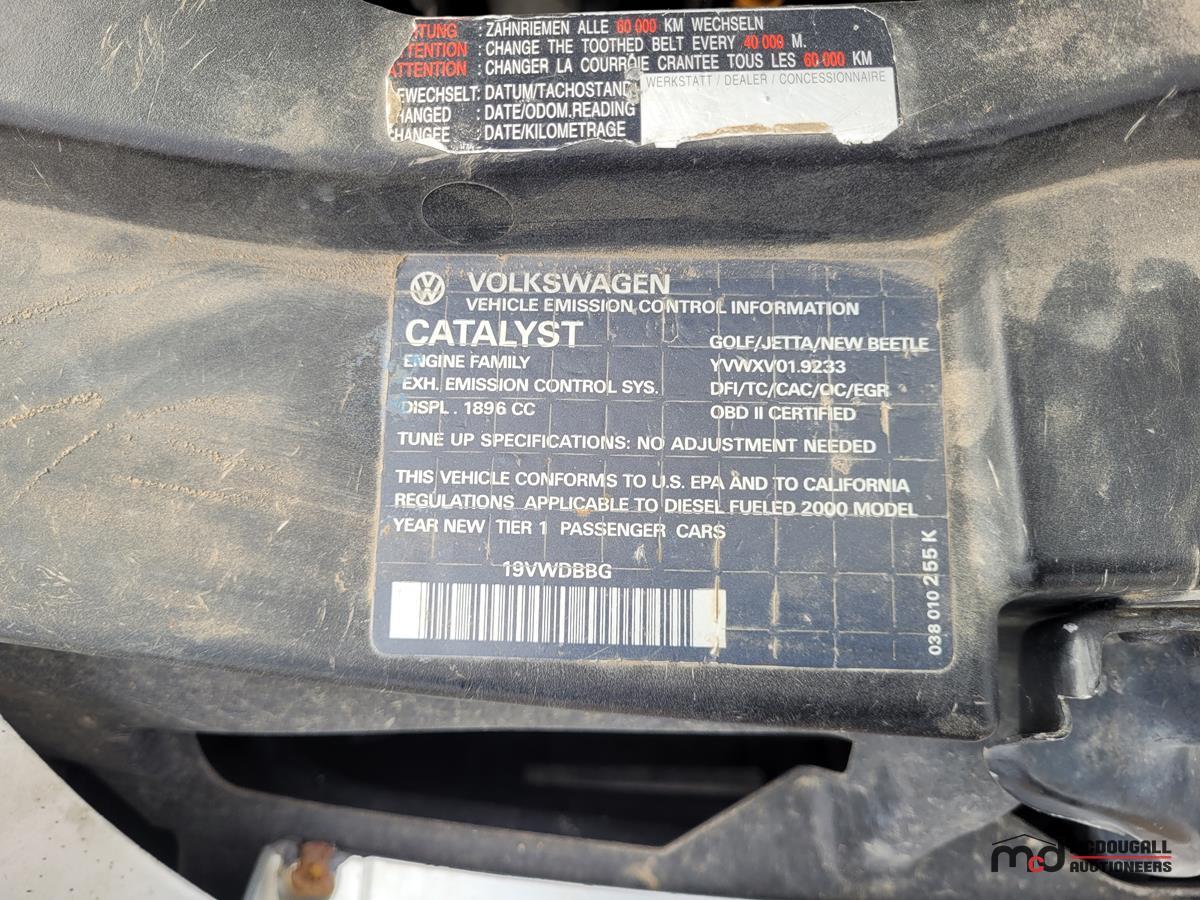 HTUNG : ZAHNRIEMEN ALLE 60 000 KM WECHSELN
TTENTION : CHANGE THE TOOTHED BELT EVERY 40 000 M.
ATTENTION : CHANGER LA COURROIE CRANTEE TOUS LES 60 000 KM
EWECHSELT: DATUM/TACHOSTAND
WERKSTATT / DEALER / CONCESSIONNAIRE
HANGED : DATE/ODOM.READING
CHANGEE : DATE/KILOMETRAGE
VOLKSWAGEN
VEHICLE EMISSION CONTROL INFORMATION
CATALYST GOLF/JETTA/NEW BEETLE
ENGINE FAMILY YVWXV01.9233
EXH. EMISSION CONTROL SYS. DFI/TC/CAC/OC/EGR
DISPL . 1896 CC OBD II CERTIFIED
TUNE UP SPECIFICATIONS: NO ADJUSTMENT NEEDED
THIS VEHICLE CONFORMS TO U.S. EPA AND TO CALIFORNIA
REGULATIONS APPLICABLE TO DIESEL FUELED 2000 MODEL
YEAR NEW TIER 1 PASSENGER CARS
19VWDBBG
038 010 255 K
mcd MCDOUGALL
AUCTIONEERS